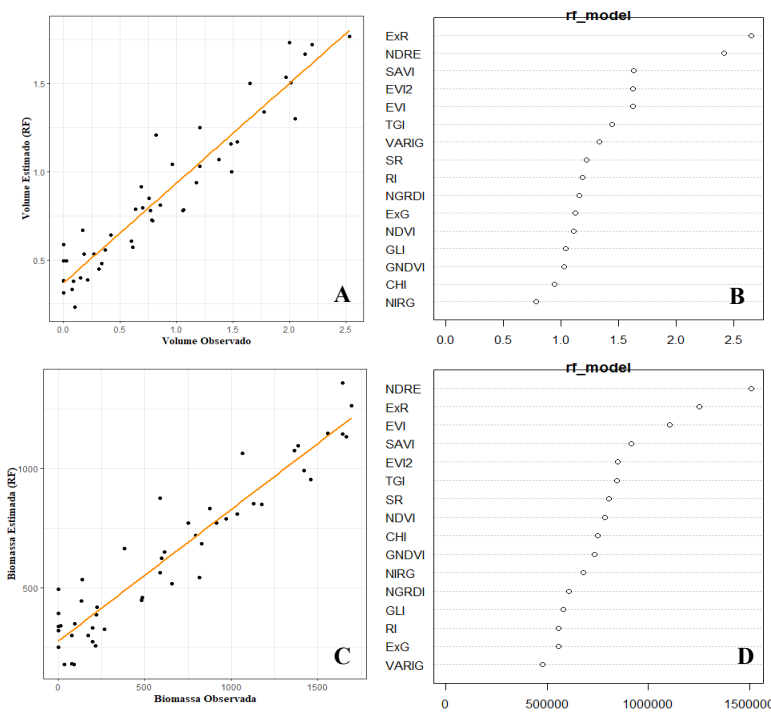 1.5
1.0
0.5
Volume Estimado (RF)
0.0 0.5 1.0 1.5 2.0 2.5
Volume Observado
A
rf_model
ExR
NDRE
SAVI
EVI2
EVI
TGI
VARIG
SR
RI
NGRDI
ExG
NDVI
GLI
GNDVI
CHI
NIRG
0.0 0.5 1.0 1.5 2.0 2.5
B
1000
500
Biomassa Estimada (RF)
0 500 1000 1500
Biomassa Observada
C
rf_model
NDRE
ExR
EVI
SAVI
EVI2
TGI
SR
NDVI
CHI
GNDVI
NIRG
NGRDI
GLI
RI
ExG
VARIG
0 500000 1000000 1500000
D